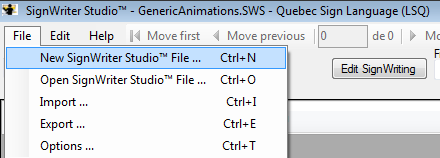 SignWriter Studio™ - GenericAnimations.SWS - Quebec Sign Language (LSQ)
File Edit Help Move first Move previous 0 de 0 Mo
New SignWriter Studio™ File ... Ctrl+N
Open SignWriter Studio™ File ... Ctrl+O
Edit SignWriting
Import ... Ctrl+I
Export ... Ctrl+E
Options ... Ctrl+T